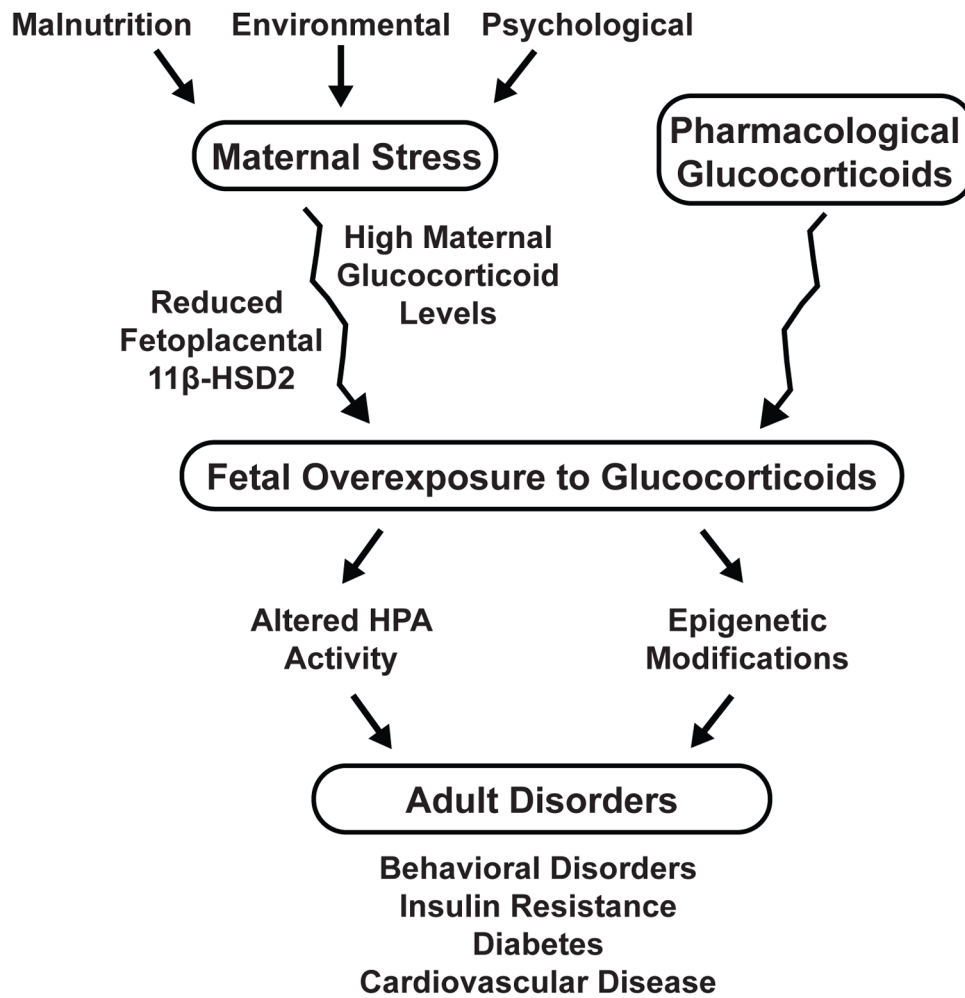 Malnutrition Environmental Psychological
Maternal Stress
Pharmacological
Glucocorticoids
High Maternal
Glucocorticoid
Levels
Reduced
Fetoplacental
11β-HSD2
Fetal Overexposure to Glucocorticoids
Altered HPA
Activity
Epigenetic
Modifications
Adult Disorders
Behavioral Disorders
Insulin Resistance
Diabetes
Cardiovascular Disease